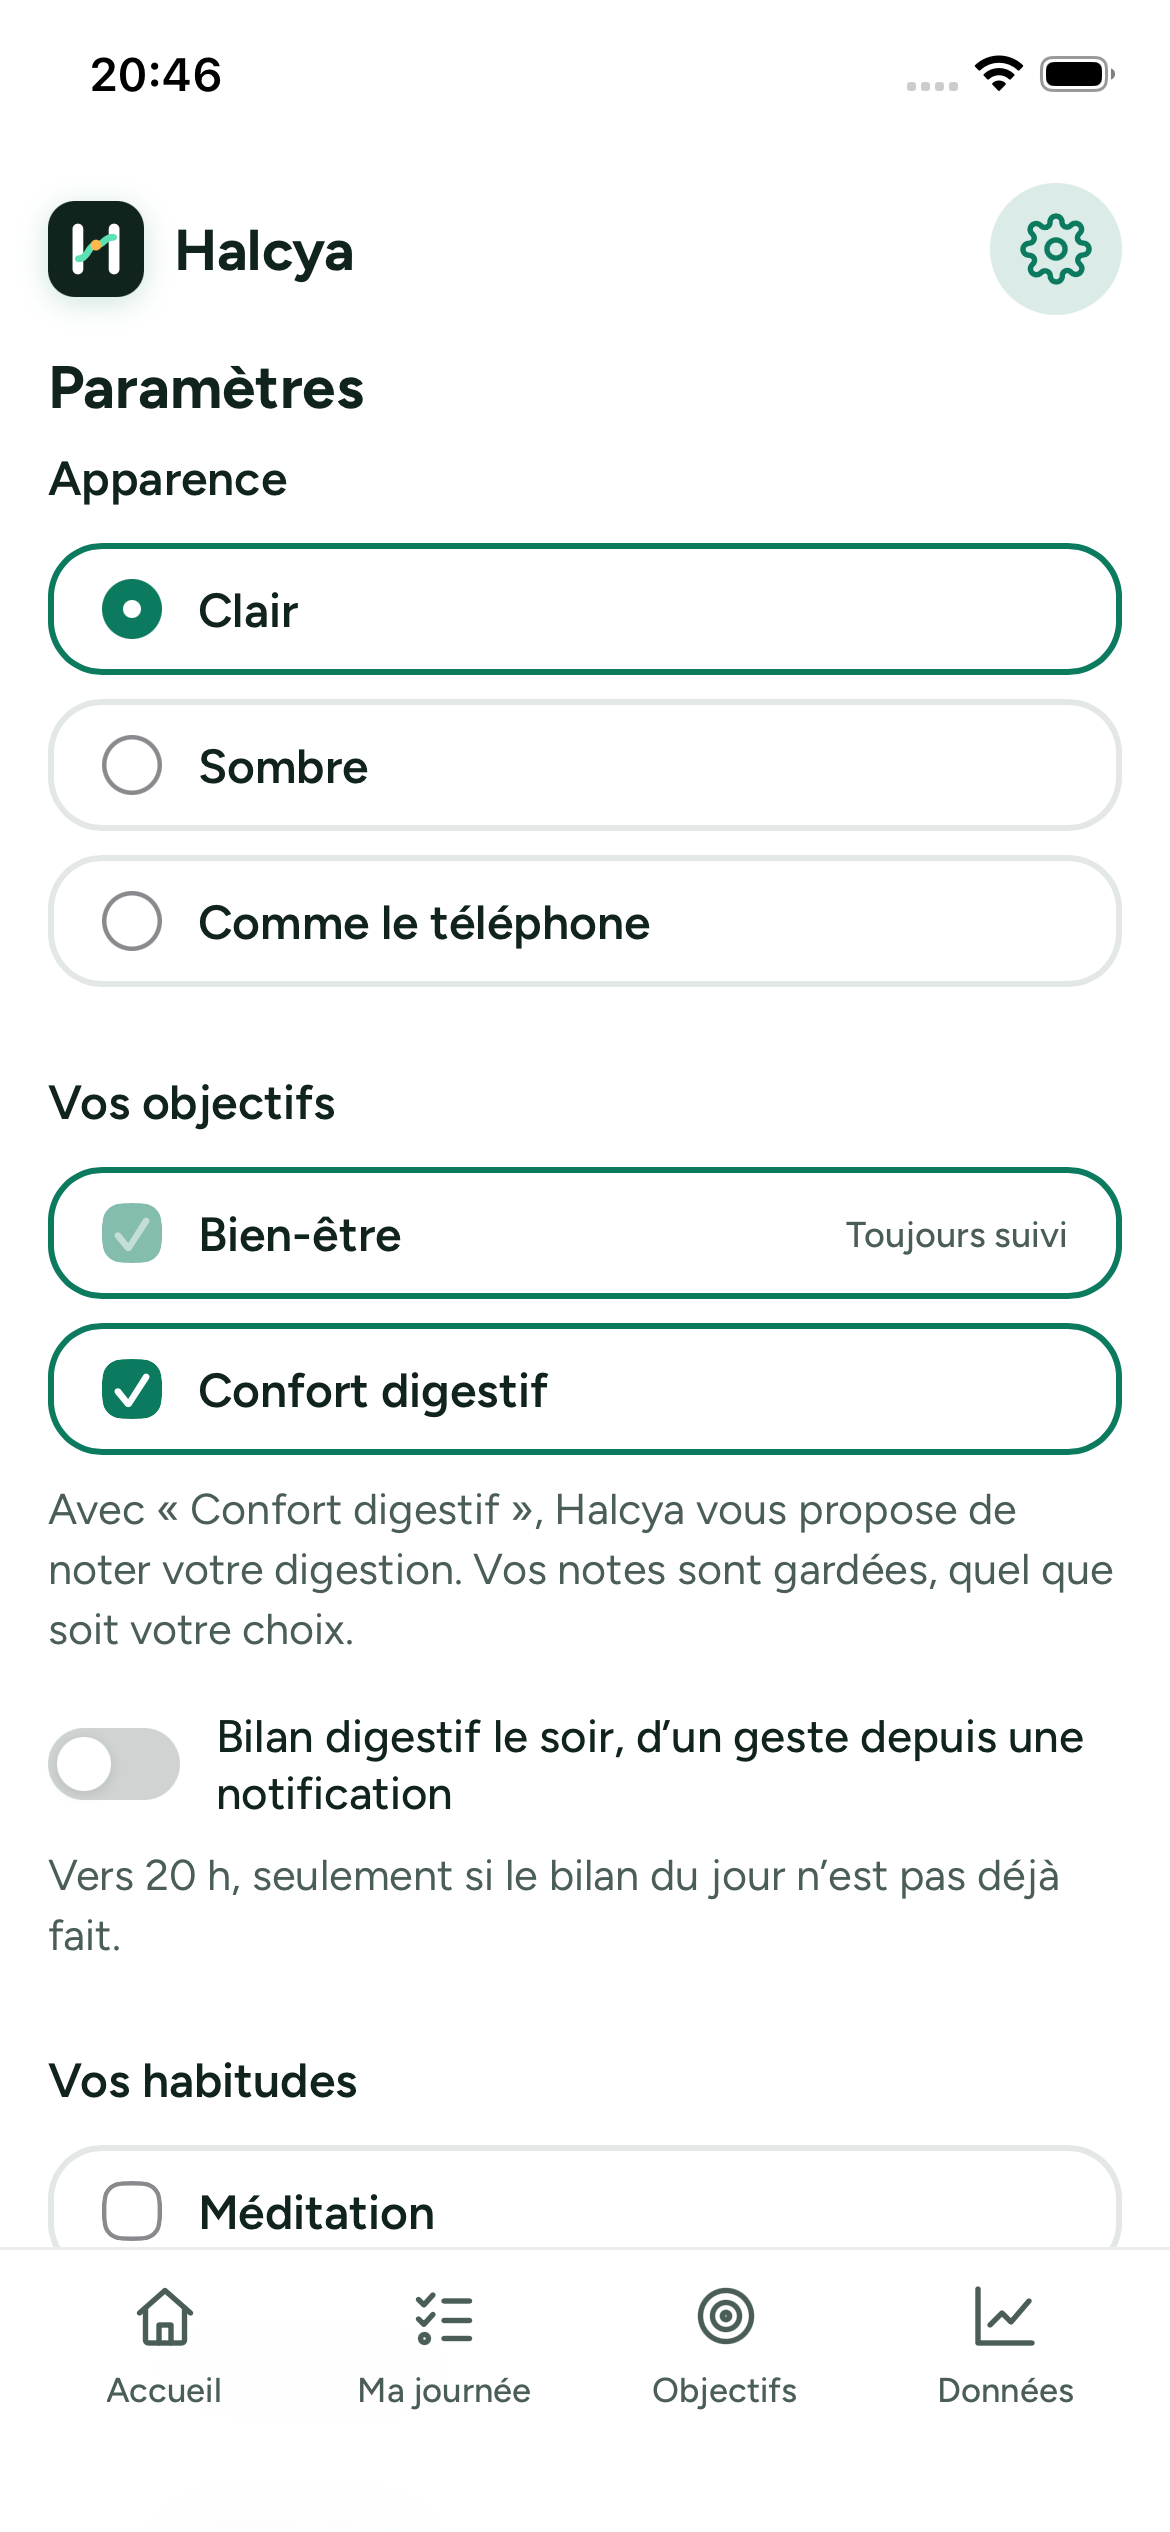 20:46
Halcya
Paramètres
Apparence
Clair
Sombre
Comme le téléphone
Vos objectifs
Bien-être
Toujours suivi
Confort digestif
Avec « Confort digestif », Halcya vous propose de
noter votre digestion. Vos notes sont gardées, quel que
soit votre choix.
Bilan digestif le soir, d’un geste depuis une
notification
Vers 20 h, seulement si le bilan du jour n’est pas déjà
fait.
Vos habitudes
Méditation
Accueil
Ma journée
Objectifs
Données